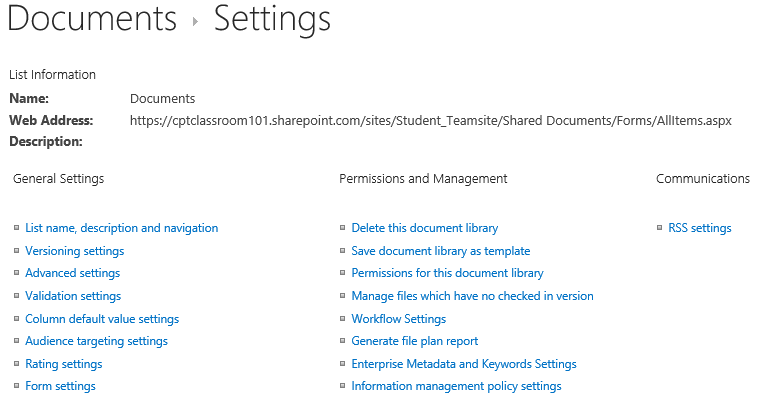 Documents › Settings
List Information
Name: Documents
Web Address: https://cptclassroom101.sharepoint.com/sites/Student_Teamsite/Shared Documents/Forms/AllItems.aspx
Description:
General Settings
List name, description and navigation
Versioning settings
Advanced settings
Validation settings
Column default value settings
Audience targeting settings
Rating settings
Form settings
Permissions and Management
Delete this document library
Save document library as template
Permissions for this document library
Manage files which have no checked in version
Workflow Settings
Generate file plan report
Enterprise Metadata and Keywords Settings
Information management policy settings
Communications
RSS settings